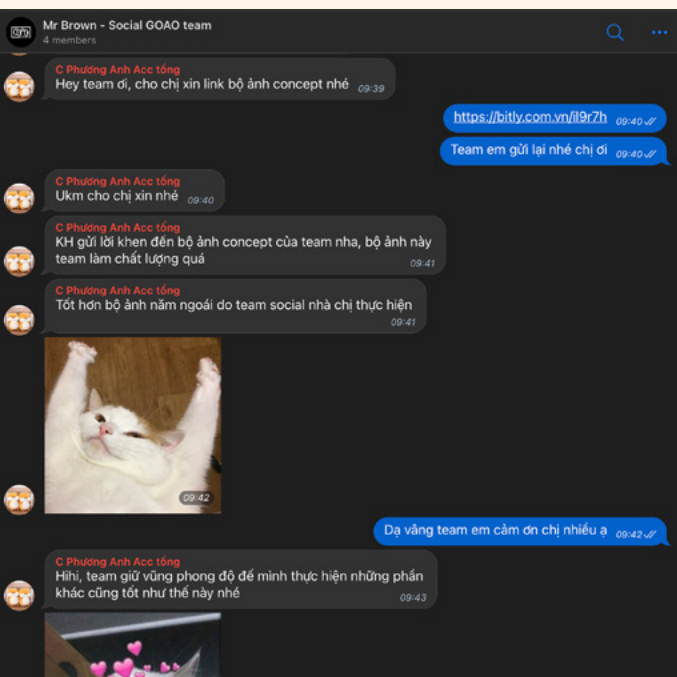 Mr Brown - Social GOAO team
4 members
C Phương Anh Acc tổng
Hey team ơi, cho chị xin link bộ ảnh concept nhé 09:39
https://bitly.com.vn/il9r7h 09:40
Team em gửi lại nhé chị ơi 09:40
C Phương Anh Acc tổng
Ukm cho chị xin nhé 09:40
C Phương Anh Acc tổng
KH gửi lời khen đến bộ ảnh concept của team nha, bộ ảnh này
team làm chất lượng quá 09:41
C Phương Anh Acc tổng
Tốt hơn bộ ảnh năm ngoái do team social nhà chị thực hiện
09:41
09:42
Dạ vâng team em cảm ơn chị nhiều ạ 09:42
C Phương Anh Acc tổng
Hihi, team giữ vững phong độ để mình thực hiện những phần
khác cũng tốt như thế này nhé 09:43